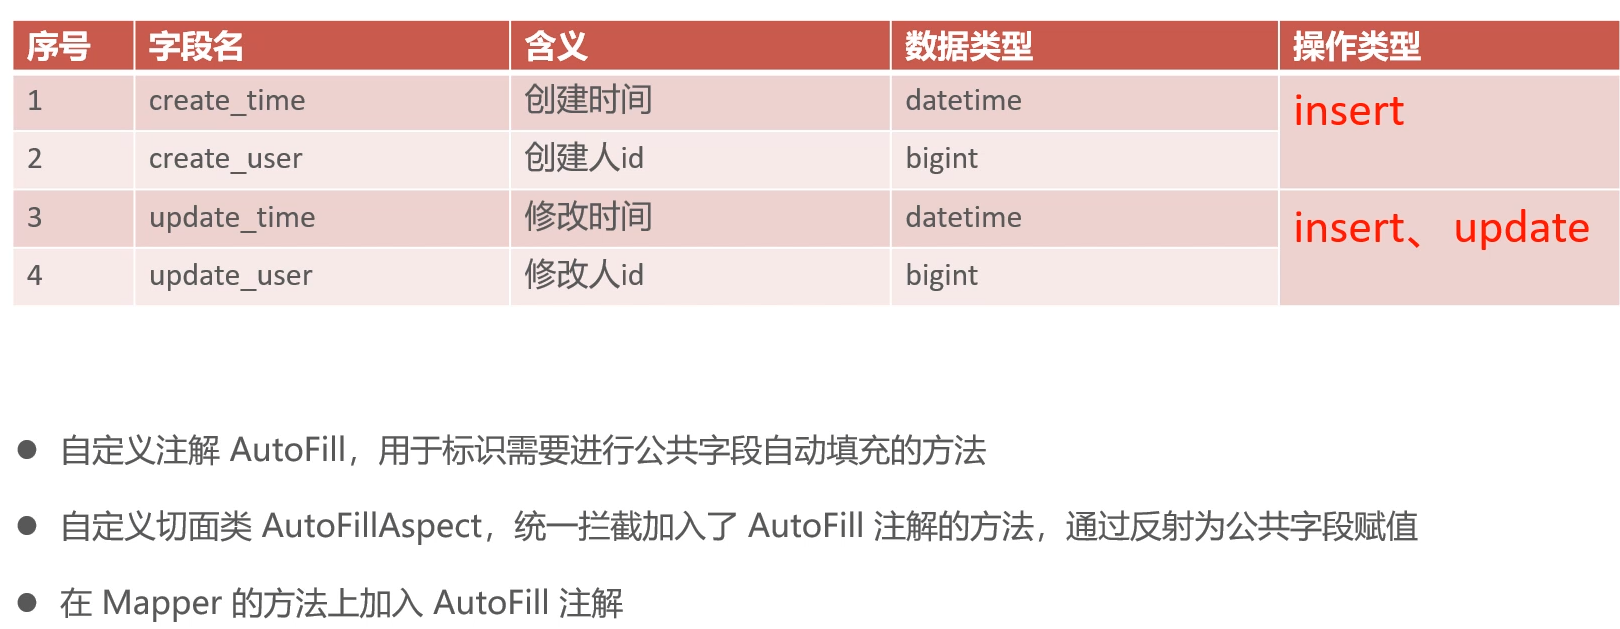 序号 字段名 含义 数据类型 操作类型
1 create_time 创建时间 datetime insert
2 create_user 创建人id bigint
3 update_time 修改时间 datetime insert、update
4 update_user 修改人id bigint
● 自定义注解 AutoFill，用于标识需要进行公共字段自动填充的方法
● 自定义切面类 AutoFillAspect，统一拦截加入了 AutoFill 注解的方法，通过反射为公共字段赋值
● 在 Mapper 的方法上加入 AutoFill 注解